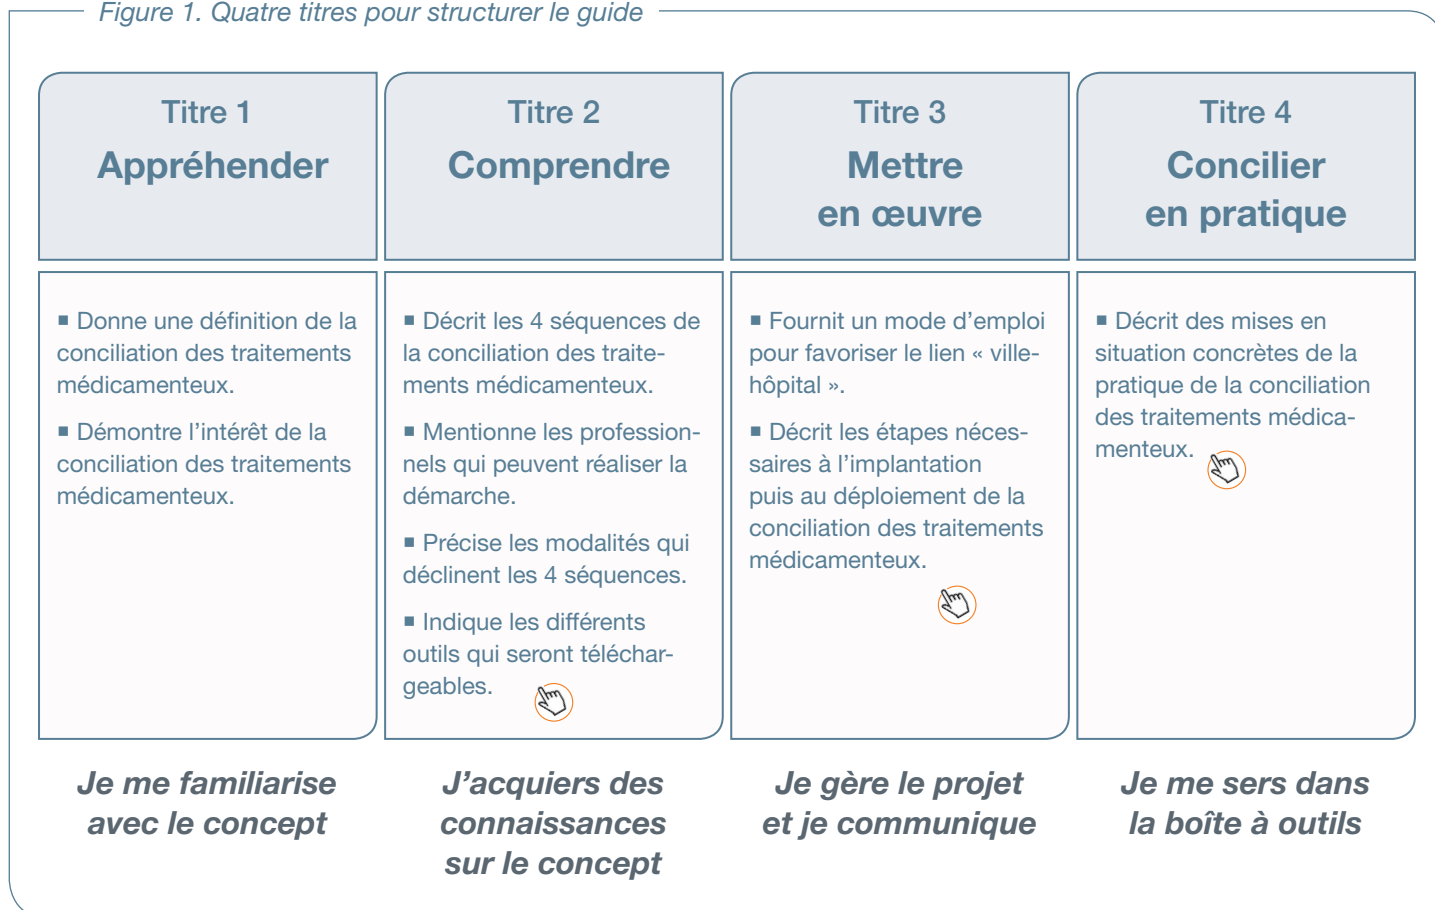 Figure 1. Quatre titres pour structurer le guide
Titre 1
Appréhender
■ Donne une définition de la
conciliation des traitements
médicamenteux.
■ Démontre l'intérêt de la
conciliation des traitements
médicamenteux.
Je me familiarise
avec le concept
Titre 2
Comprendre
■ Décrit les 4 séquences de
la conciliation des traite-
ments médicamenteux.
■ Mentionne les profession-
nels qui peuvent réaliser la
démarche.
■ Précise les modalités qui
déclinent les 4 séquences.
■ Indique les différents
outils qui seront téléchar-
geables.
J'acquiers des
connaissances
sur le concept
Titre 3
Mettre
en œuvre
■ Fournit un mode d'emploi
pour favoriser le lien « ville-
hôpital ».
■ Décrit les étapes néces-
saires à l'implantation
puis au déploiement de la
conciliation des traitements
médicamenteux.
Je gère le projet
et je communique
Titre 4
Concilier
en pratique
■ Décrit des mises en
situation concrètes de la
pratique de la conciliation
des traitements médica-
menteux.
Je me sers dans
la boîte à outils